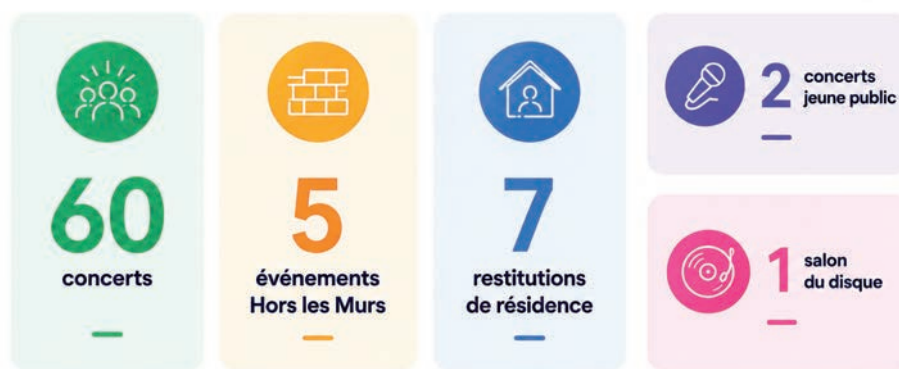 60
concerts
5
événements
Hors les Murs
7
restitutions
de résidence
2
concerts
jeune public
1
salon
du disque